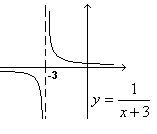 -3
y = 1/(x+3)